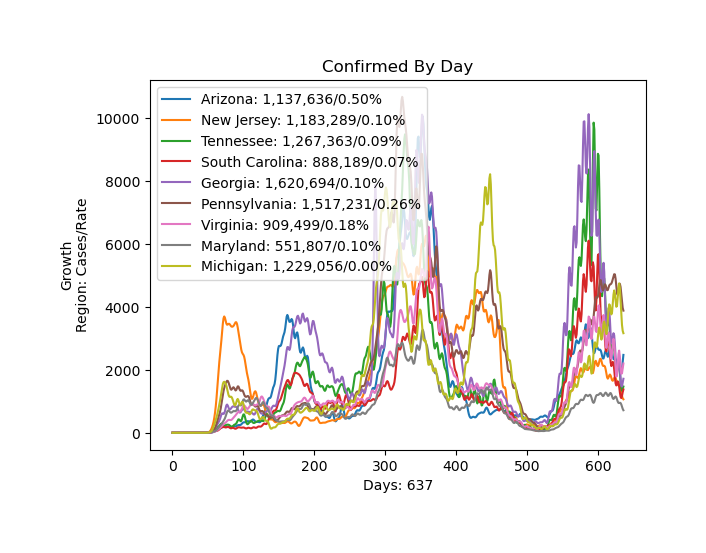 Confirmed By Day
Arizona: 1,137,636/0.50%
New Jersey: 1,183,289/0.10%
Tennessee: 1,267,363/0.09%
South Carolina: 888,189/0.07%
Georgia: 1,620,694/0.10%
Pennsylvania: 1,517,231/0.26%
Virginia: 909,499/0.18%
Maryland: 551,807/0.10%
Michigan: 1,229,056/0.00%
Growth
Region: Cases/Rate
10000
8000
6000
4000
2000
0
0 100 200 300 400 500 600
Days: 637